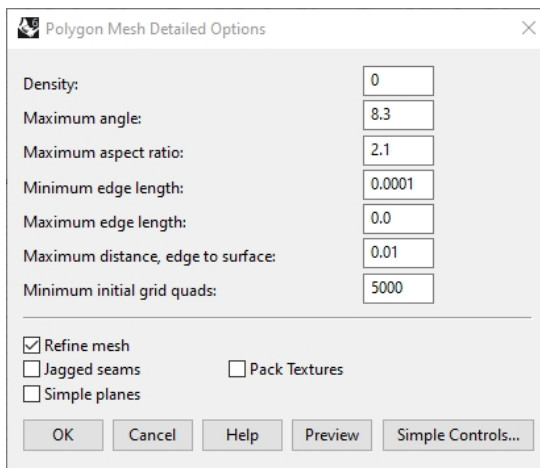 Polygon Mesh Detailed Options
Density: 0
Maximum angle: 8.3
Maximum aspect ratio: 2.1
Minimum edge length: 0.0001
Maximum edge length: 0.0
Maximum distance, edge to surface: 0.01
Minimum initial grid quads: 5000
Refine mesh
Jagged seams Pack Textures
Simple planes
OK Cancel Help Preview Simple Controls...